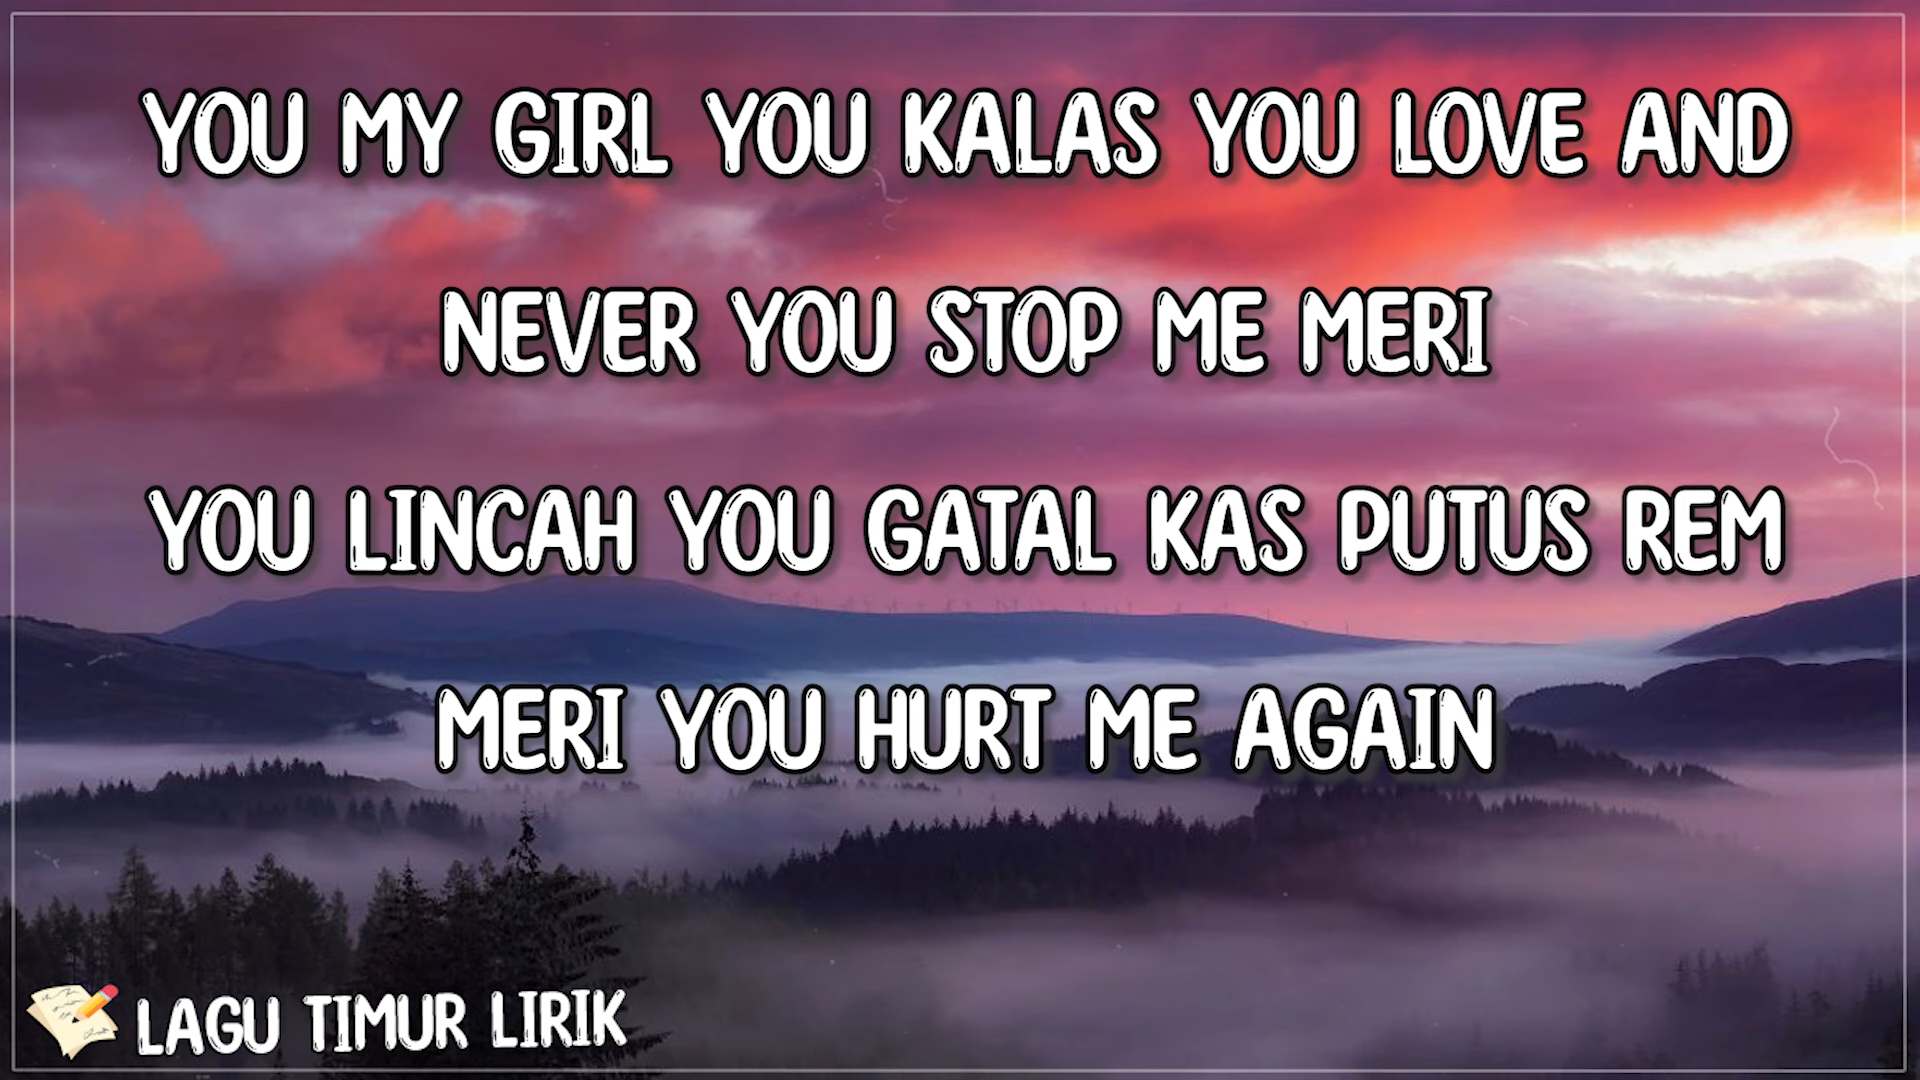 YOU MY GIRL YOU KALAS YOU LOVE AND
NEVER YOU STOP ME MERI
YOU LINCAH YOU GATAL KAS PUTUS REM
MERI YOU HURT ME AGAIN
LAGU TIMUR LIRIK